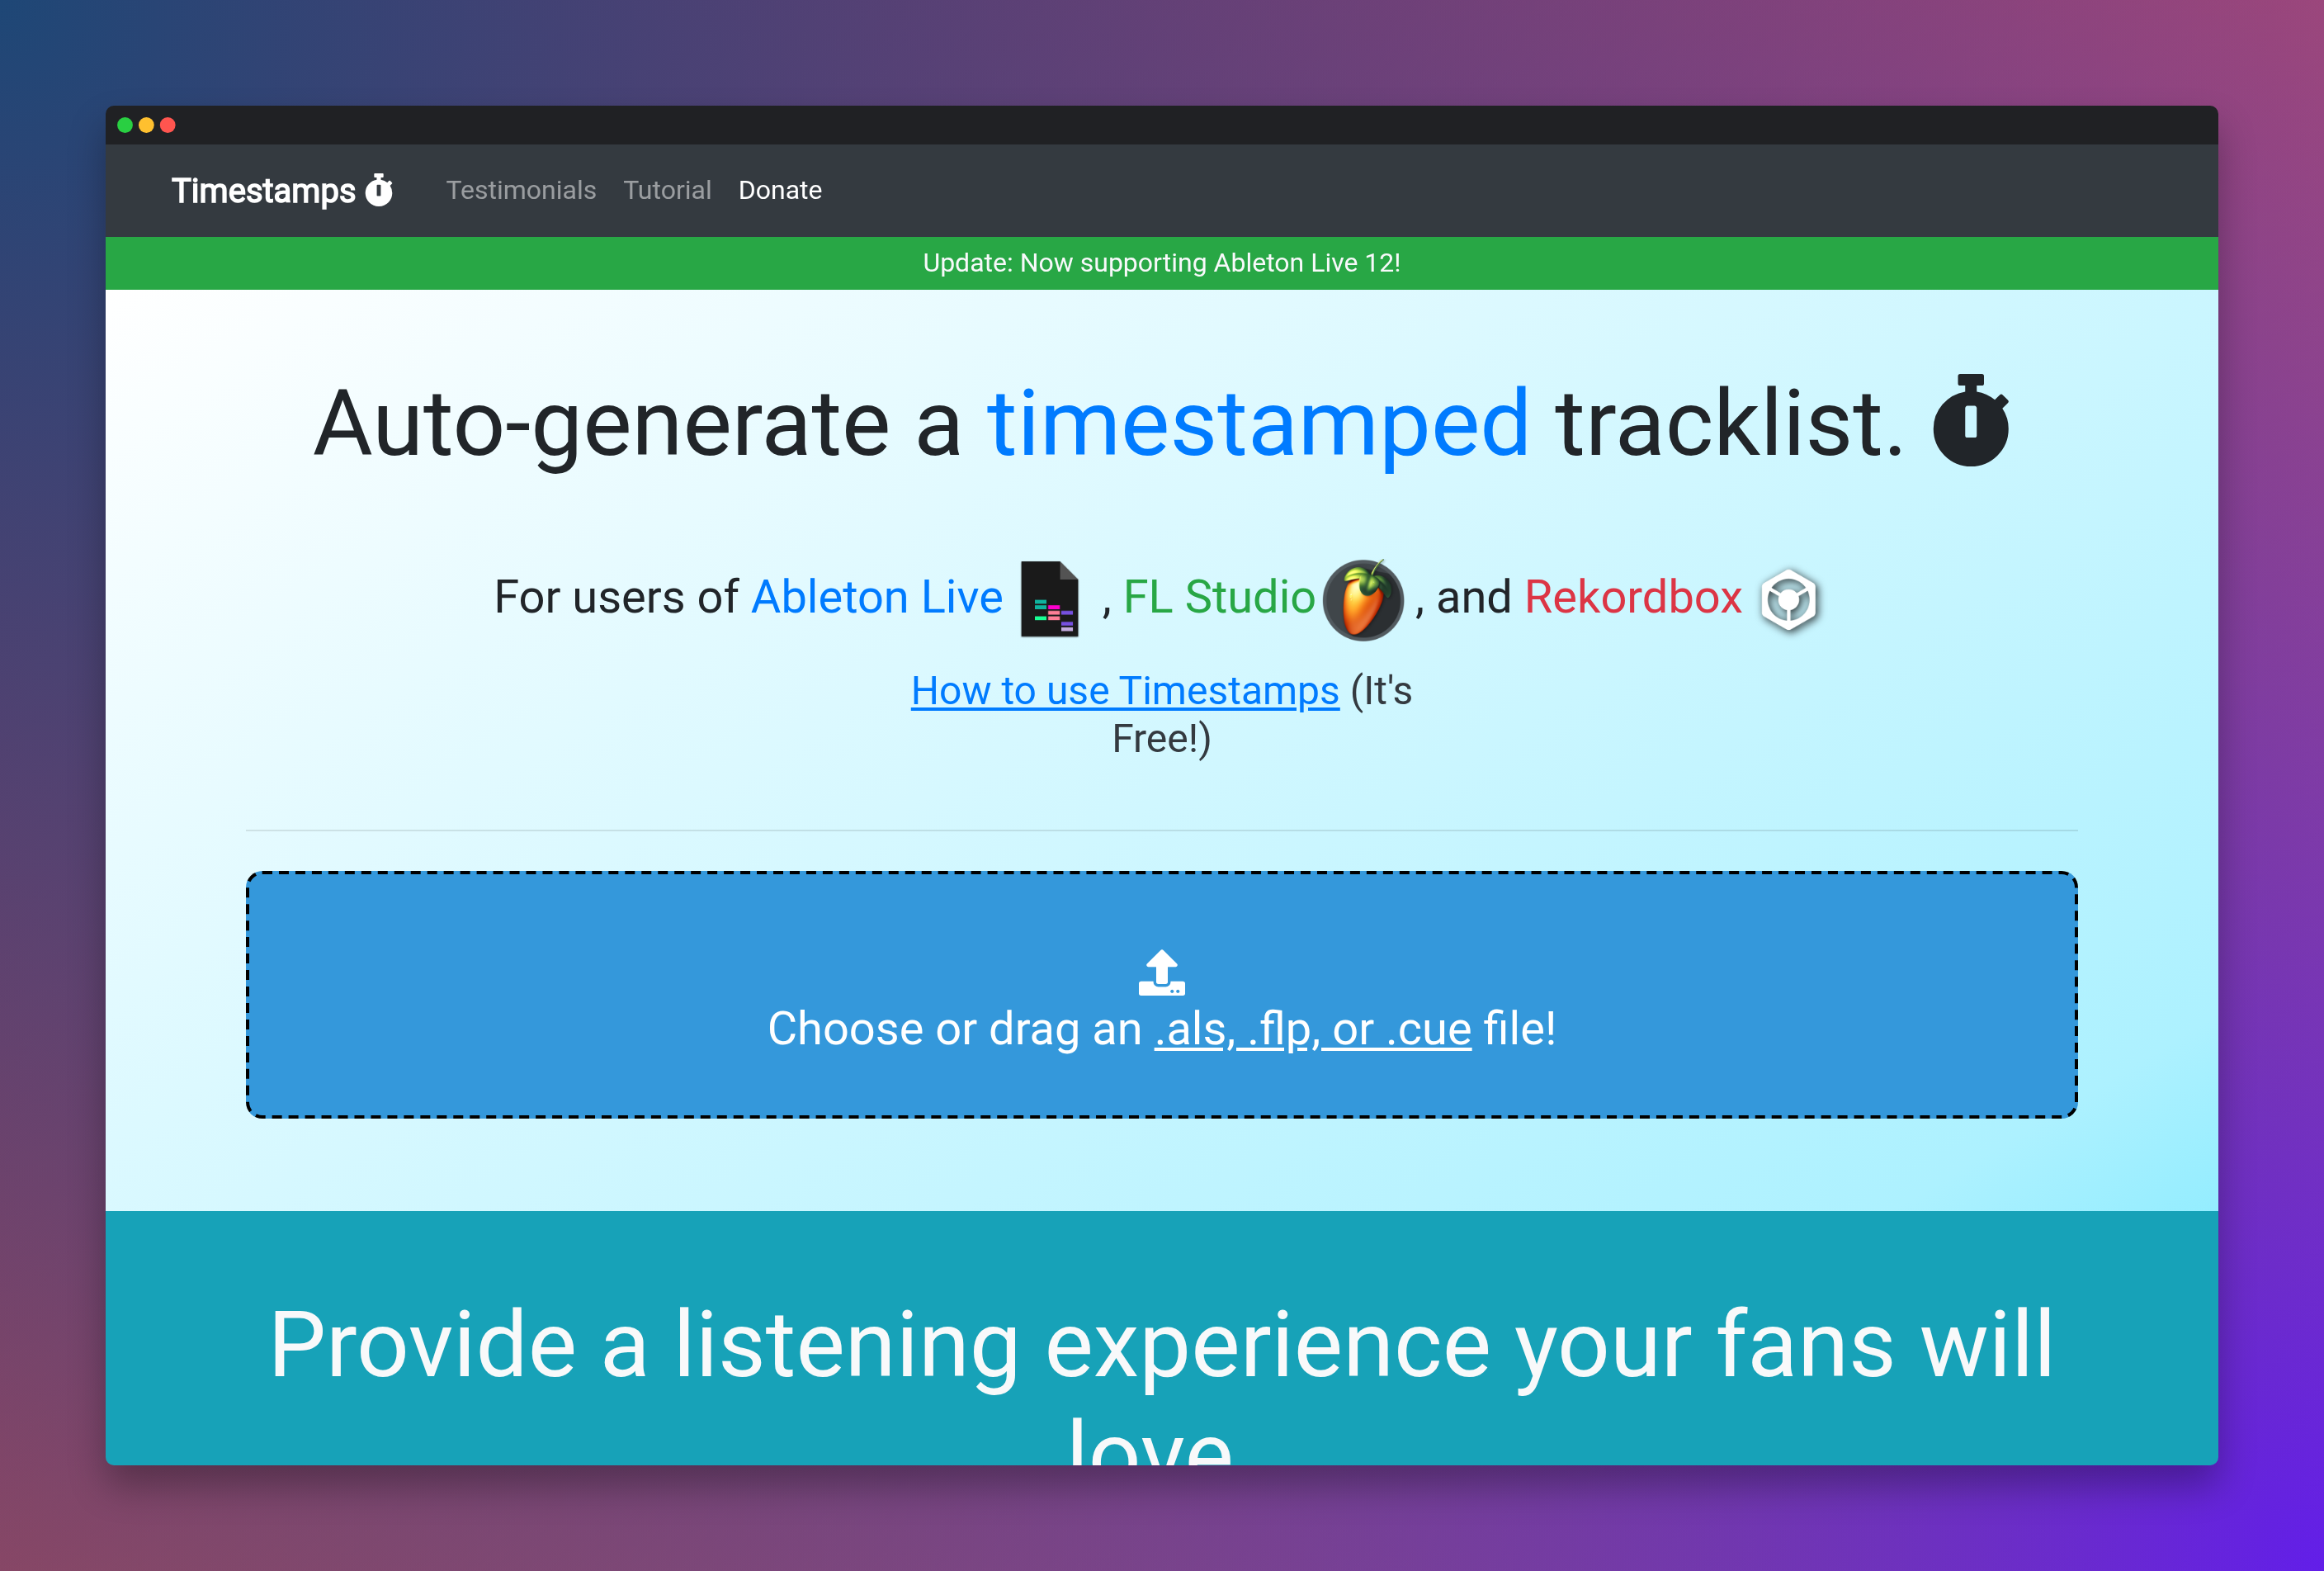 Timestamps
Testimonials Tutorial Donate
Update: Now supporting Ableton Live 12!
Auto-generate a timestamped tracklist.
For users of Ableton Live , FL Studio , and Rekordbox
How to use Timestamps (It's
Free!)
Choose or drag an .als, .flp, or .cue file!
Provide a listening experience your fans will
love